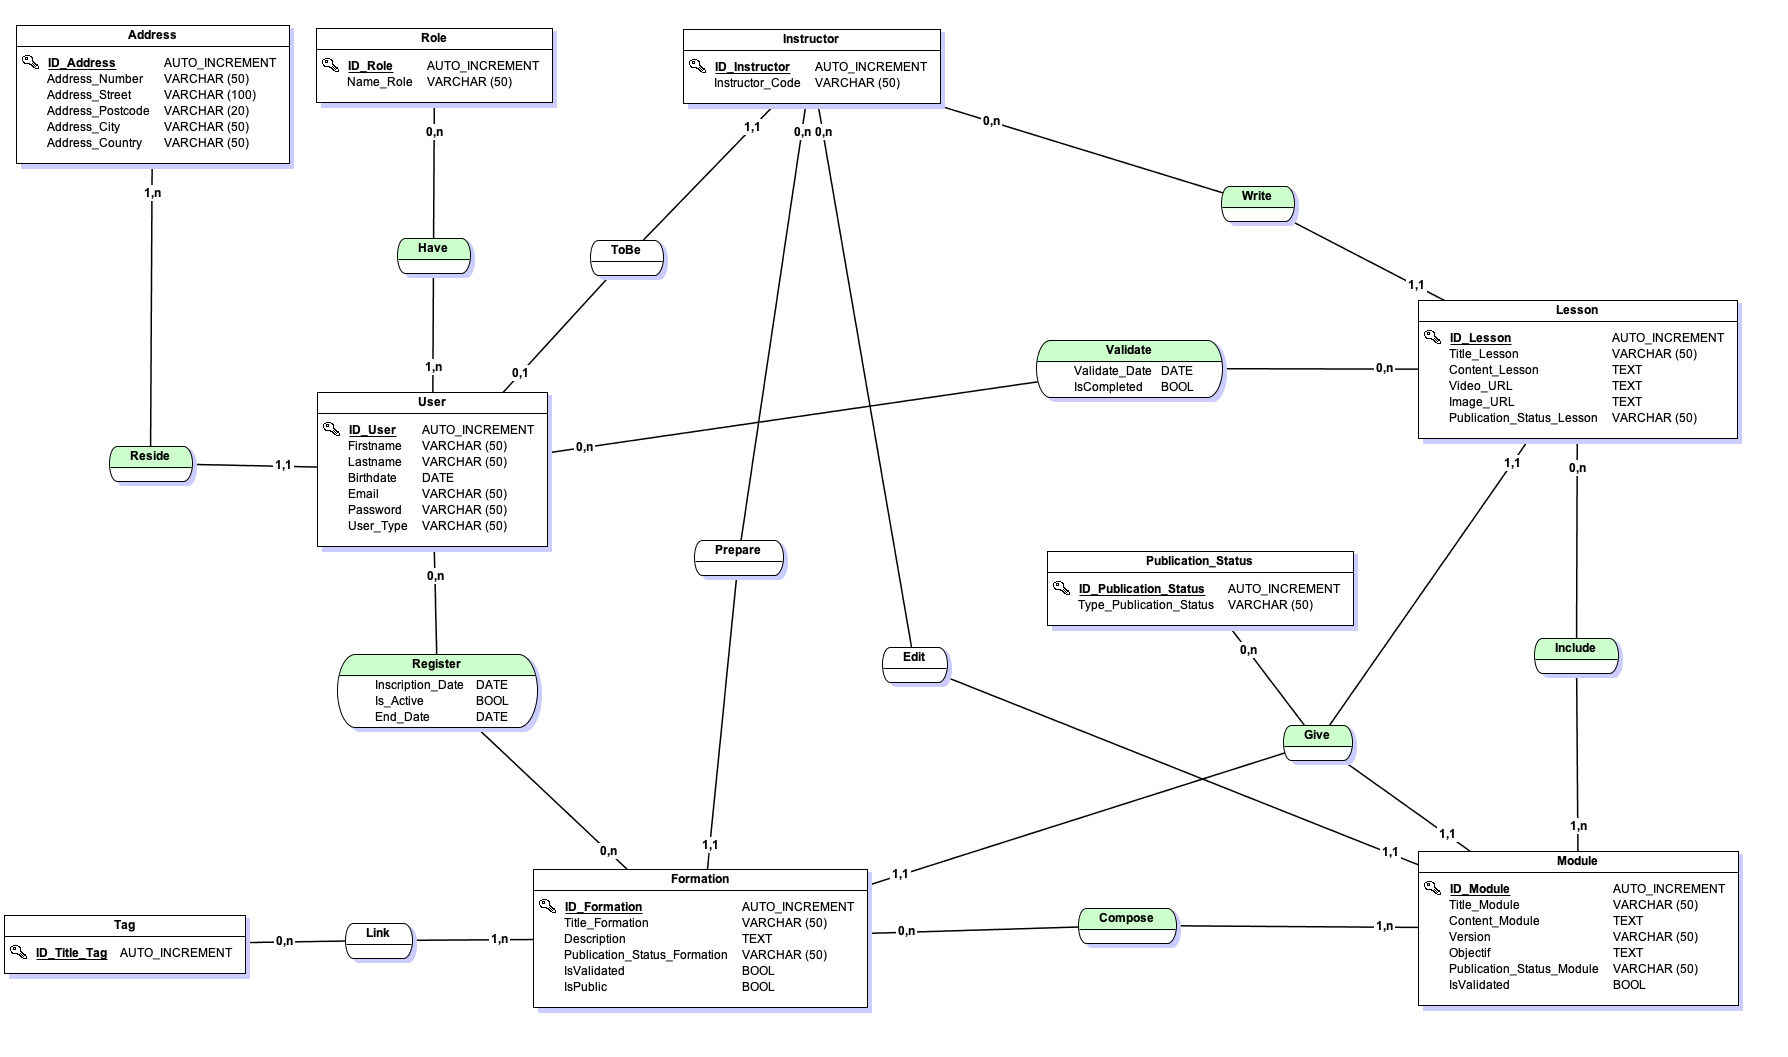 Address
ID_Address AUTO_INCREMENT
Address_Number VARCHAR (50)
Address_Street VARCHAR (100)
Address_Postcode VARCHAR (20)
Address_City VARCHAR (50)
Address_Country VARCHAR (50)
Role
ID_Role AUTO_INCREMENT
Name_Role VARCHAR (50)
Instructor
ID_Instructor AUTO_INCREMENT
Instructor_Code VARCHAR (50)
1,n
0,n
1,1
0,n
0,n
0,n
Write
Have
ToBe
1,1
Lesson
ID_Lesson AUTO_INCREMENT
Title_Lesson VARCHAR (50)
Content_Lesson TEXT
Video_URL TEXT
Image_URL TEXT
Publication_Status_Lesson VARCHAR (50)
Validate
Validate_Date DATE
IsCompleted BOOL
0,n
1,n
0,1
User
ID_User AUTO_INCREMENT
Firstname VARCHAR (50)
Lastname VARCHAR (50)
Birthdate DATE
Email VARCHAR (50)
Password VARCHAR (50)
User_Type VARCHAR (50)
0,n
Reside
1,1
1,1
0,n
Prepare
Publication_Status
ID_Publication_Status AUTO_INCREMENT
Type_Publication_Status VARCHAR (50)
0,n
0,n
Edit
Include
Register
Inscription_Date DATE
Is_Active BOOL
End_Date DATE
Give
0,n
1,1
1,1
1,1
1,1
1,n
Formation
ID_Formation AUTO_INCREMENT
Title_Formation VARCHAR (50)
Description TEXT
Publication_Status_Formation VARCHAR (50)
IsValidated BOOL
IsPublic BOOL
Module
ID_Module AUTO_INCREMENT
Title_Module VARCHAR (50)
Content_Module TEXT
Version VARCHAR (50)
Objectif TEXT
Publication_Status_Module VARCHAR (50)
IsValidated BOOL
Tag
ID_Title_Tag AUTO_INCREMENT
0,n
Link
1,n
0,n
Compose
1,n